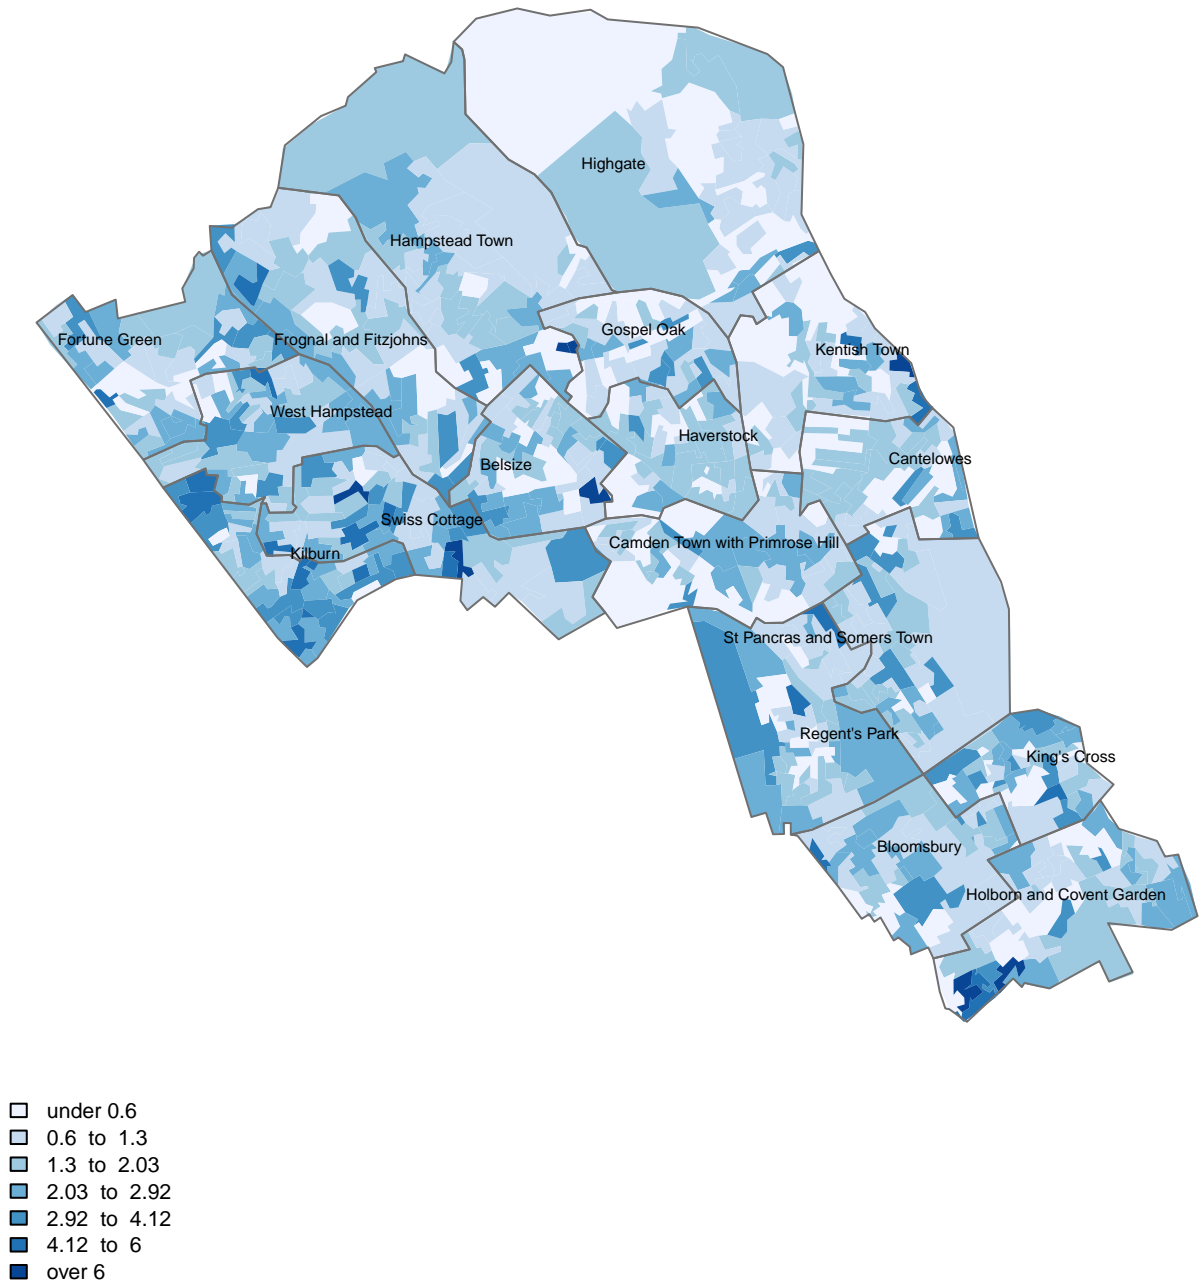 Highgate
Hampstead Town
Gospel Oak
Fortune Green
Frognal and Fitzjohns
Kentish Town
West Hampstead
Haverstock
Cantelowes
Belsize
Swiss Cottage
Camden Town with Primrose Hill
Kilburn
St Pancras and Somers Town
Regent's Park
King's Cross
Bloomsbury
Holborn and Covent Garden
under 0.6
0.6 to 1.3
1.3 to 2.03
2.03 to 2.92
2.92 to 4.12
4.12 to 6
over 6